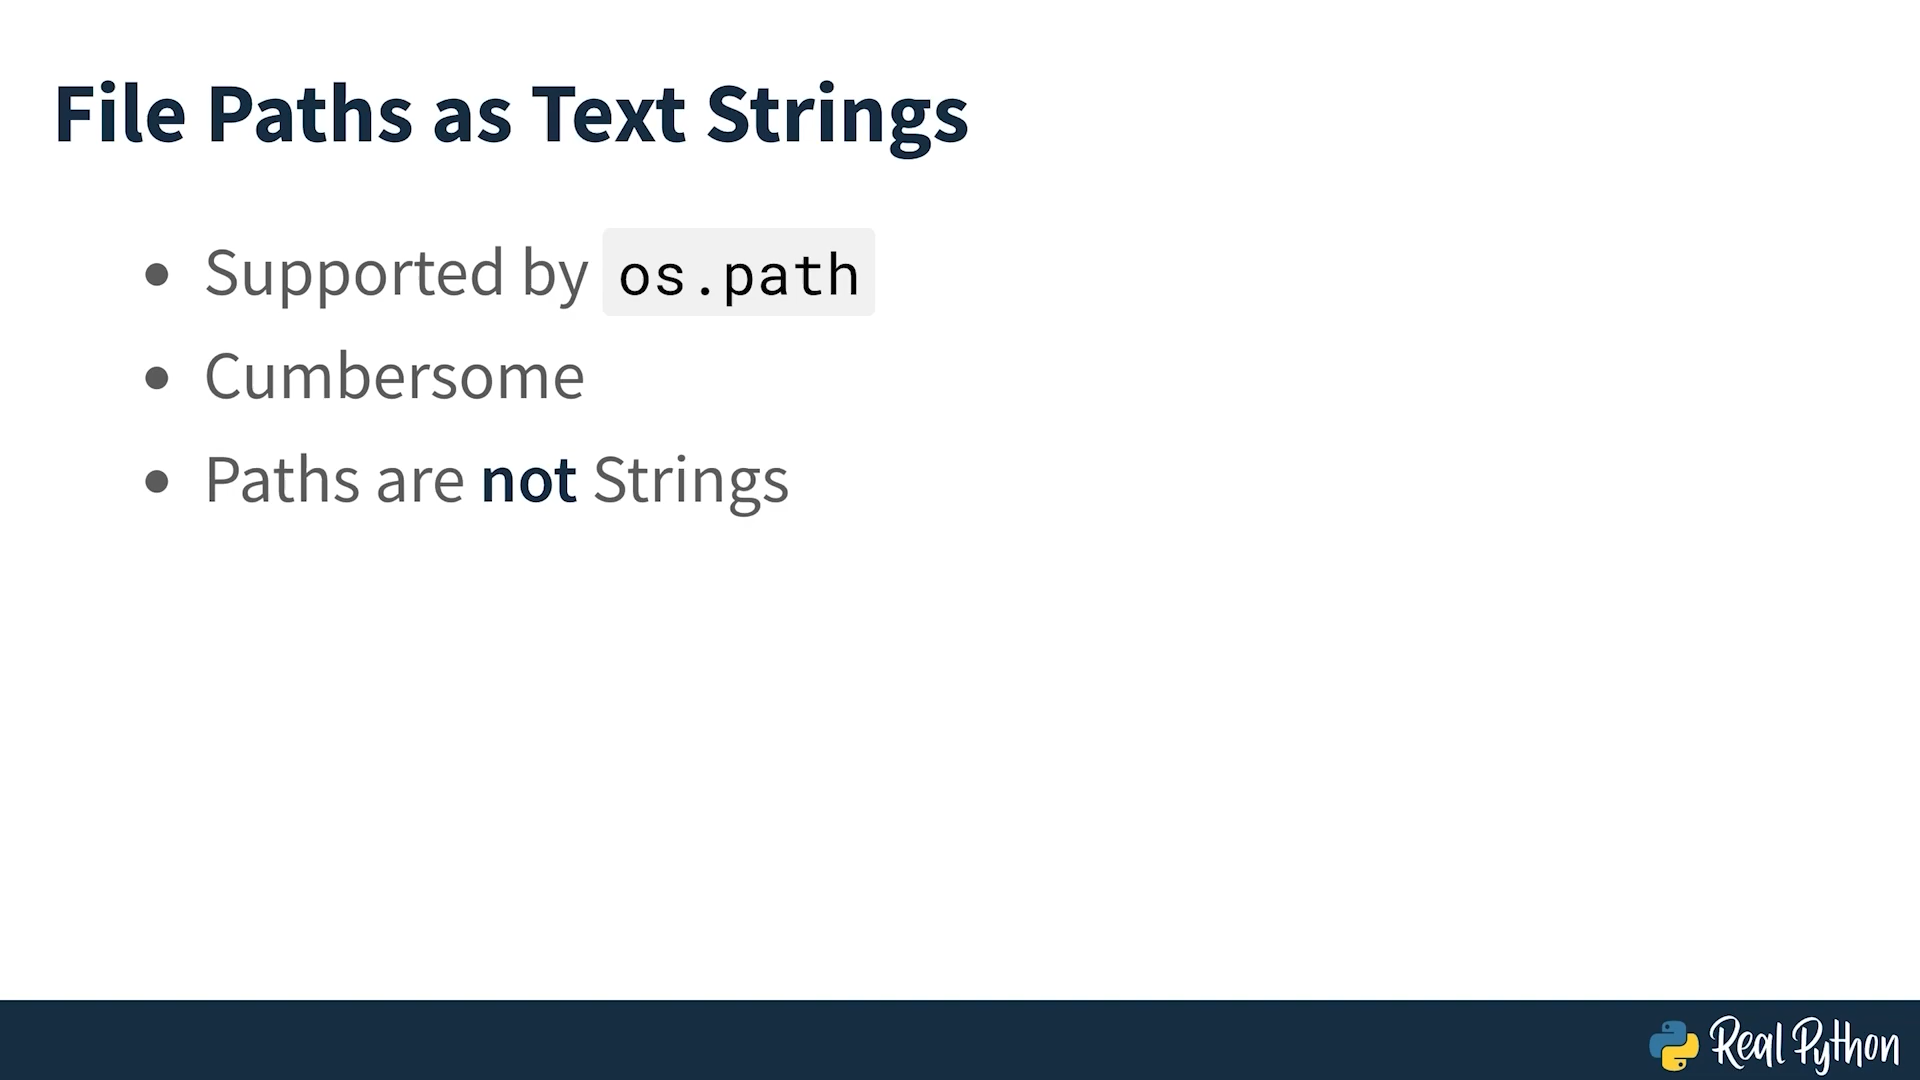 File Paths as Text Strings
• Supported by os.path
• Cumbersome
• Paths are not Strings
Real Python